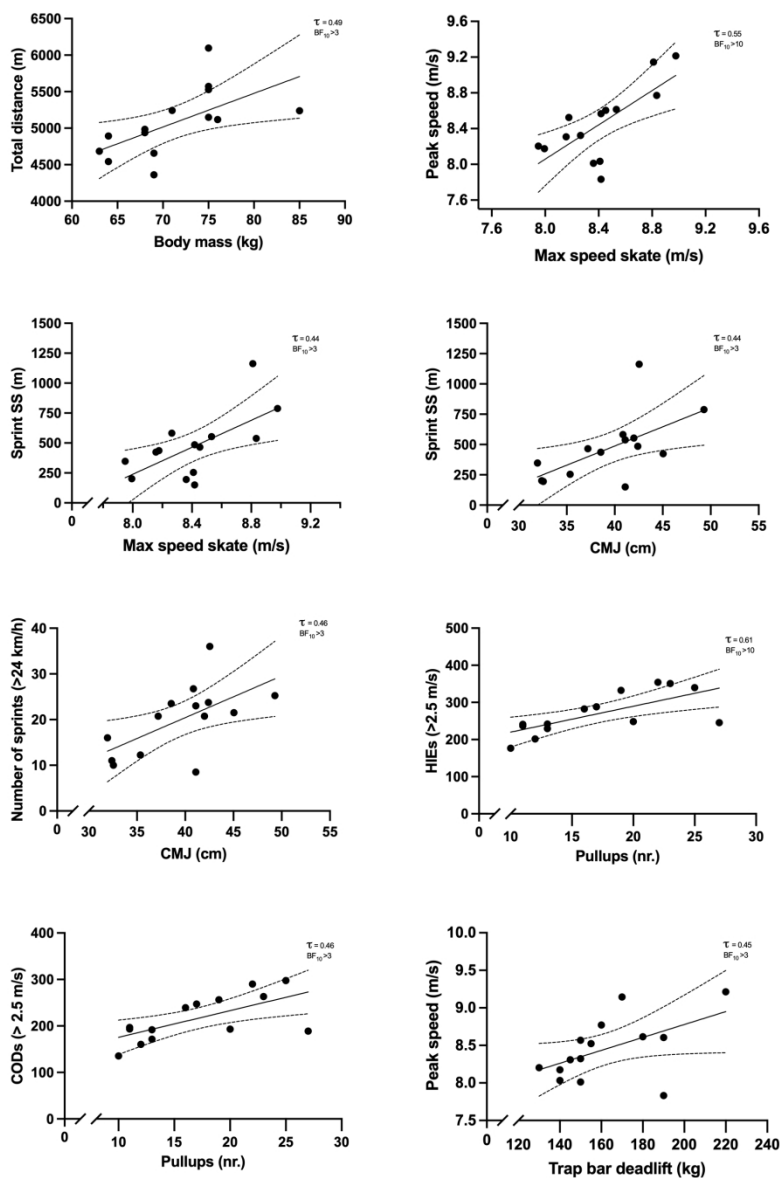 τ = 0.49
BF₁₀>3
Total distance (m)
6500
6000
5500
5000
4500
4000
60 65 70 75 80 85 90
Body mass (kg)
τ = 0.55
BF₁₀>10
Peak speed (m/s)
9.6
9.2
8.8
8.4
8.0
7.6
7.6 8.0 8.4 8.8 9.2 9.6
Max speed skate (m/s)
τ = 0.44
BF₁₀>3
Sprint SS (m)
1500
1250
1000
750
500
250
0
0 8.0 8.4 8.8 9.2
Max speed skate (m/s)
τ = 0.44
BF₁₀>3
Sprint SS (m)
1500
1250
1000
750
500
250
0
0 30 35 40 45 50 55
CMJ (cm)
τ = 0.46
BF₁₀>3
Number of sprints (>24 km/h)
40
30
20
10
0
0 30 35 40 45 50 55
CMJ (cm)
τ = 0.61
BF₁₀>10
HIEs (>2.5 m/s)
500
400
300
200
100
0
0 10 15 20 25 30
Pullups (nr.)
τ = 0.46
BF₁₀>3
CODs (> 2.5 m/s)
400
300
200
100
0
0 10 15 20 25 30
Pullups (nr.)
τ = 0.45
BF₁₀>3
Peak speed (m/s)
10.0
9.5
9.0
8.5
8.0
7.5
0 120 140 160 180 200 220 240
Trap bar deadlift (kg)